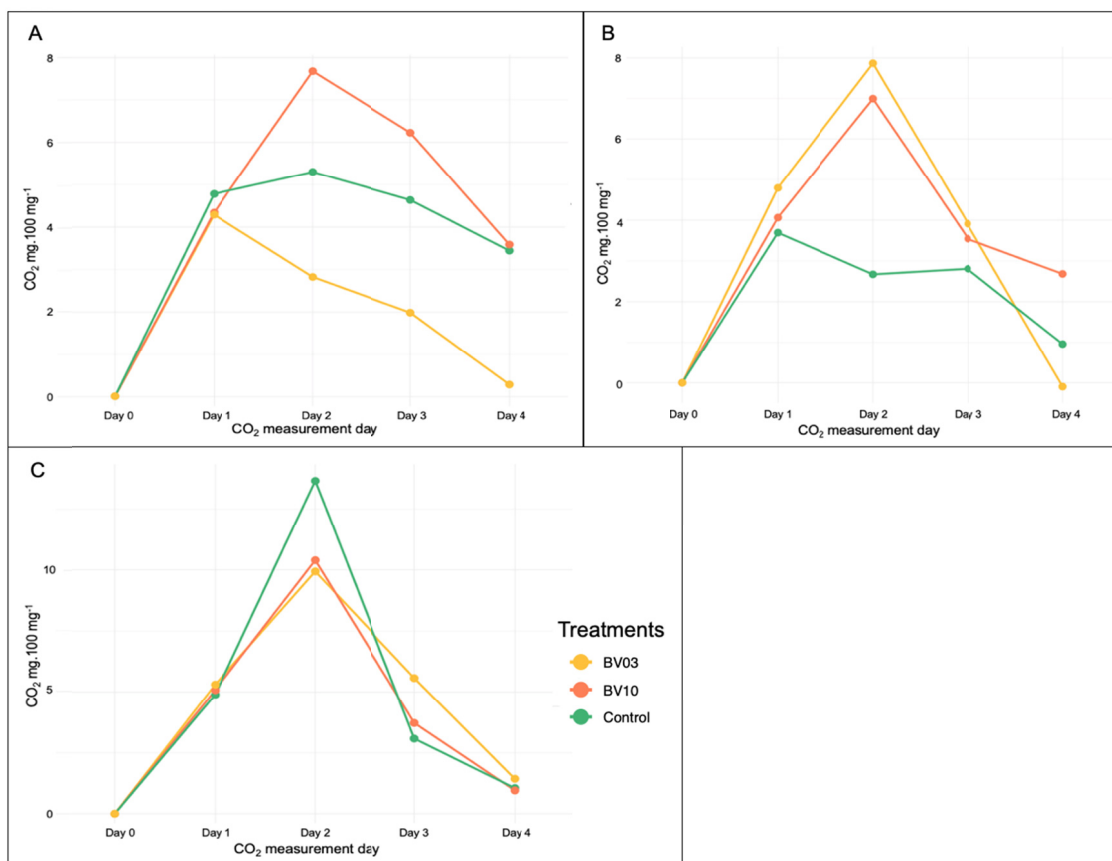 A
8
6
4
2
0
CO₂ mg.100 mg⁻¹
Day 0 Day 1 Day 2 Day 3 Day 4
CO₂ measurement day
B
8
6
4
2
0
CO₂ mg.100 mg⁻¹
Day 0 Day 1 Day 2 Day 3 Day 4
CO₂ measurement day
C
10
5
0
CO₂ mg.100 mg⁻¹
Day 0 Day 1 Day 2 Day 3 Day 4
CO₂ measurement day
Treatments
BV03
BV10
Control